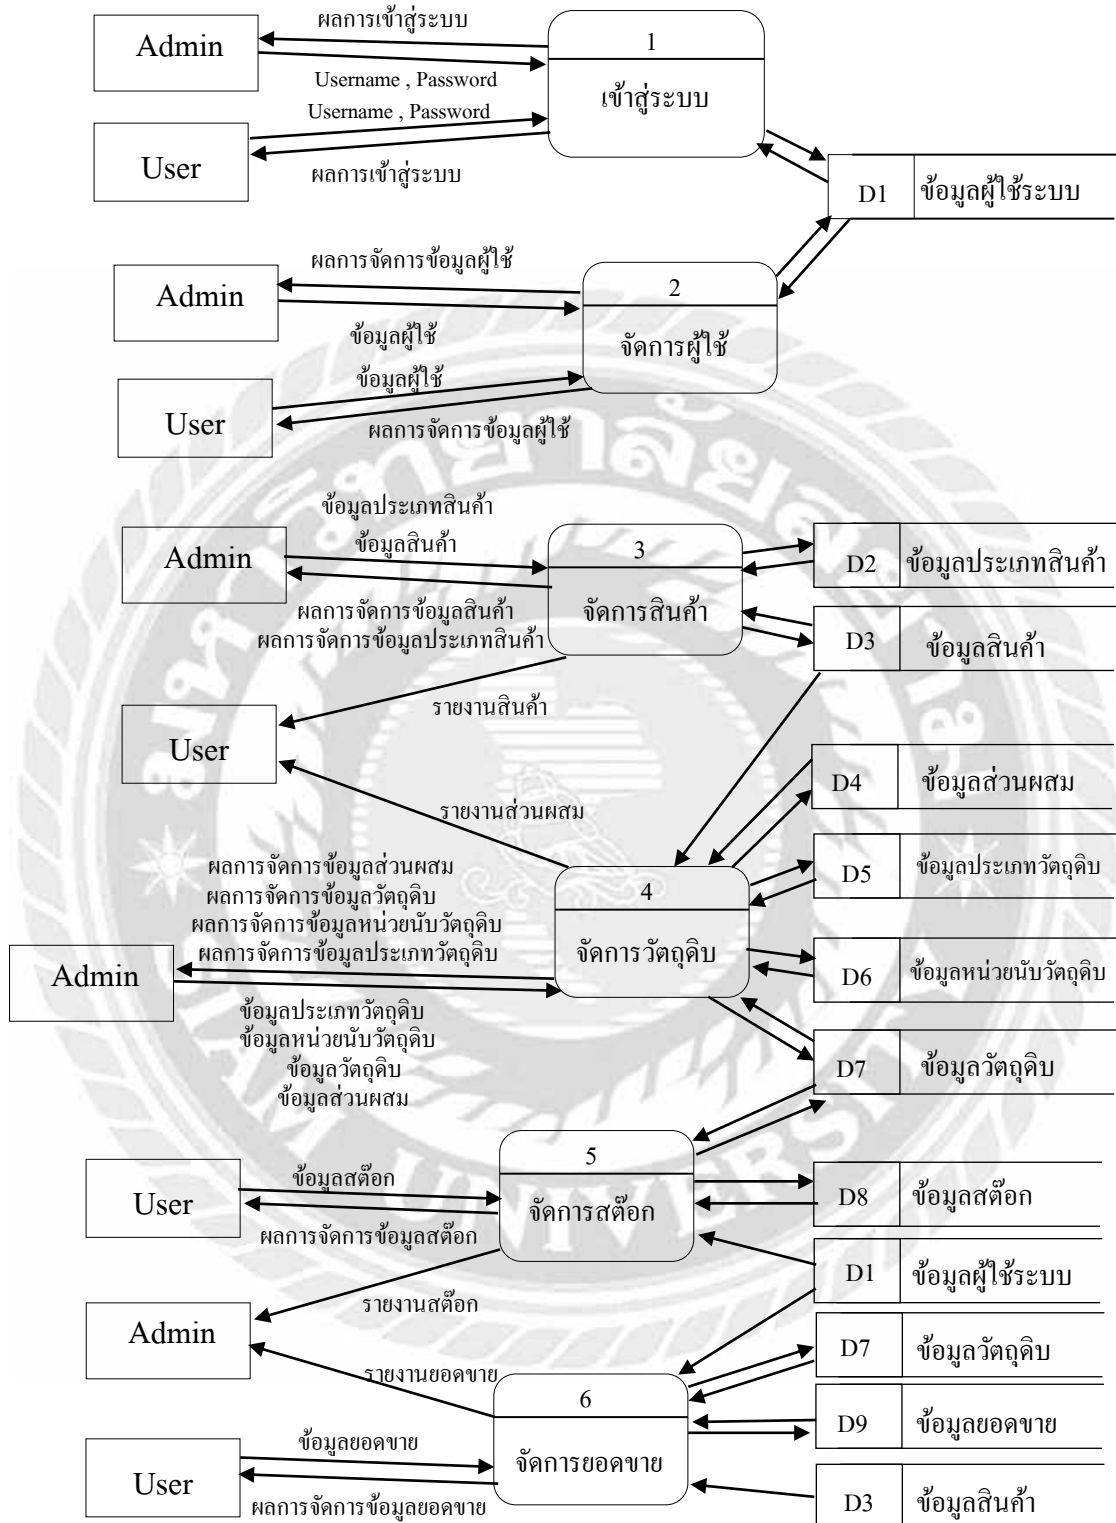 ผลการเข้าสู่ระบบ
Admin
1
Username , Password
เข้าสู่ระบบ
Username , Password
User
ผลการเข้าสู่ระบบ
D1 ข้อมูลผู้ใช้ระบบ
ผลการจัดการข้อมูลผู้ใช้
Admin
2
ข้อมูลผู้ใช้
จัดการผู้ใช้
ข้อมูลผู้ใช้
User
ผลการจัดการข้อมูลผู้ใช้
ข้อมูลประเภทสินค้า
Admin
ข้อมูลสินค้า
3
D2 ข้อมูลประเภทสินค้า
ผลการจัดการข้อมูลสินค้า
จัดการสินค้า
ผลการจัดการข้อมูลประเภทสินค้า
D3 ข้อมูลสินค้า
รายงานสินค้า
User
D4 ข้อมูลส่วนผสม
รายงานส่วนผสม
ผลการจัดการข้อมูลส่วนผสม
D5 ข้อมูลประเภทวัตถุดิบ
ผลการจัดการข้อมูลวัตถุดิบ
4
ผลการจัดการข้อมูลหน่วยนับวัตถุดิบ
ผลการจัดการข้อมูลประเภทวัตถุดิบ
จัดการวัตถุดิบ
Admin
D6 ข้อมูลหน่วยนับวัตถุดิบ
ข้อมูลประเภทวัตถุดิบ
ข้อมูลหน่วยนับวัตถุดิบ
ข้อมูลวัตถุดิบ
D7 ข้อมูลวัตถุดิบ
ข้อมูลส่วนผสม
5
ข้อมูลสต๊อก
User
จัดการสต๊อก
D8 ข้อมูลสต๊อก
ผลการจัดการข้อมูลสต๊อก
D1 ข้อมูลผู้ใช้ระบบ
รายงานสต๊อก
Admin
D7 ข้อมูลวัตถุดิบ
รายงานยอดขาย
6
D9 ข้อมูลยอดขาย
ข้อมูลยอดขาย
จัดการยอดขาย
User
ผลการจัดการข้อมูลยอดขาย
D3 ข้อมูลสินค้า
มหาวิทยาลัยสยาม
SIAM UNIVERSITY